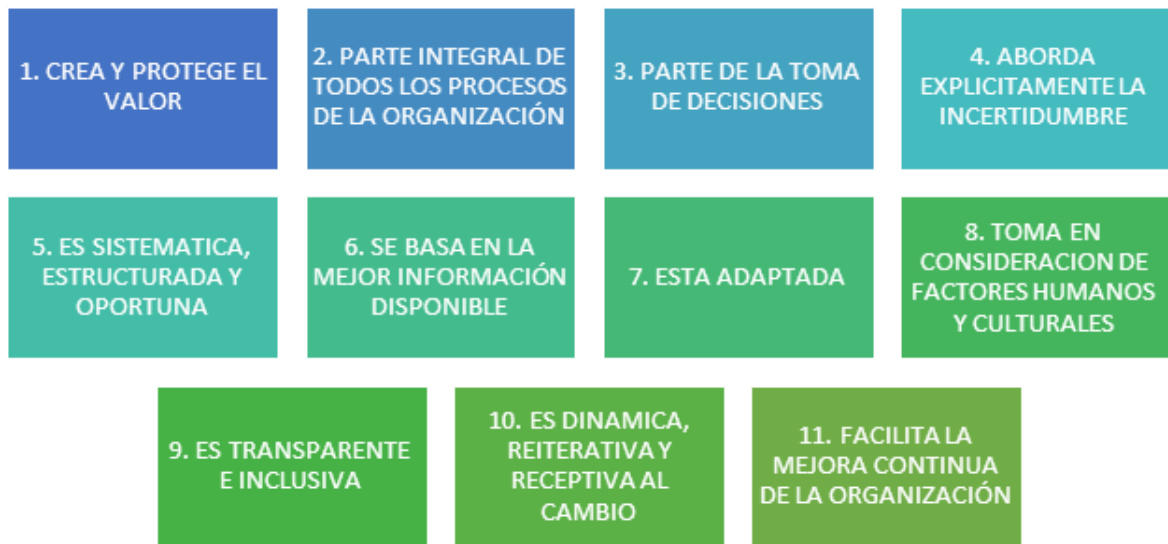 1. CREA Y PROTEGE EL
VALOR
2. PARTE INTEGRAL DE
TODOS LOS PROCESOS
DE LA ORGANIZACIÓN
3. PARTE DE LA TOMA
DE DECISIONES
4. ABORDA
EXPLICITAMENTE LA
INCERTIDUMBRE
5. ES SISTEMATICA,
ESTRUCTURADA Y
OPORTUNA
6. SE BASA EN LA
MEJOR INFORMACIÓN
DISPONIBLE
7. ESTA ADAPTADA
8. TOMA EN
CONSIDERACION DE
FACTORES HUMANOS
Y CULTURALES
9. ES TRANSPARENTE
E INCLUSIVA
10. ES DINAMICA,
REITERATIVA Y
RECEPTIVA AL
CAMBIO
11. FACILITA LA
MEJORA CONTINUA
DE LA ORGANIZACIÓN